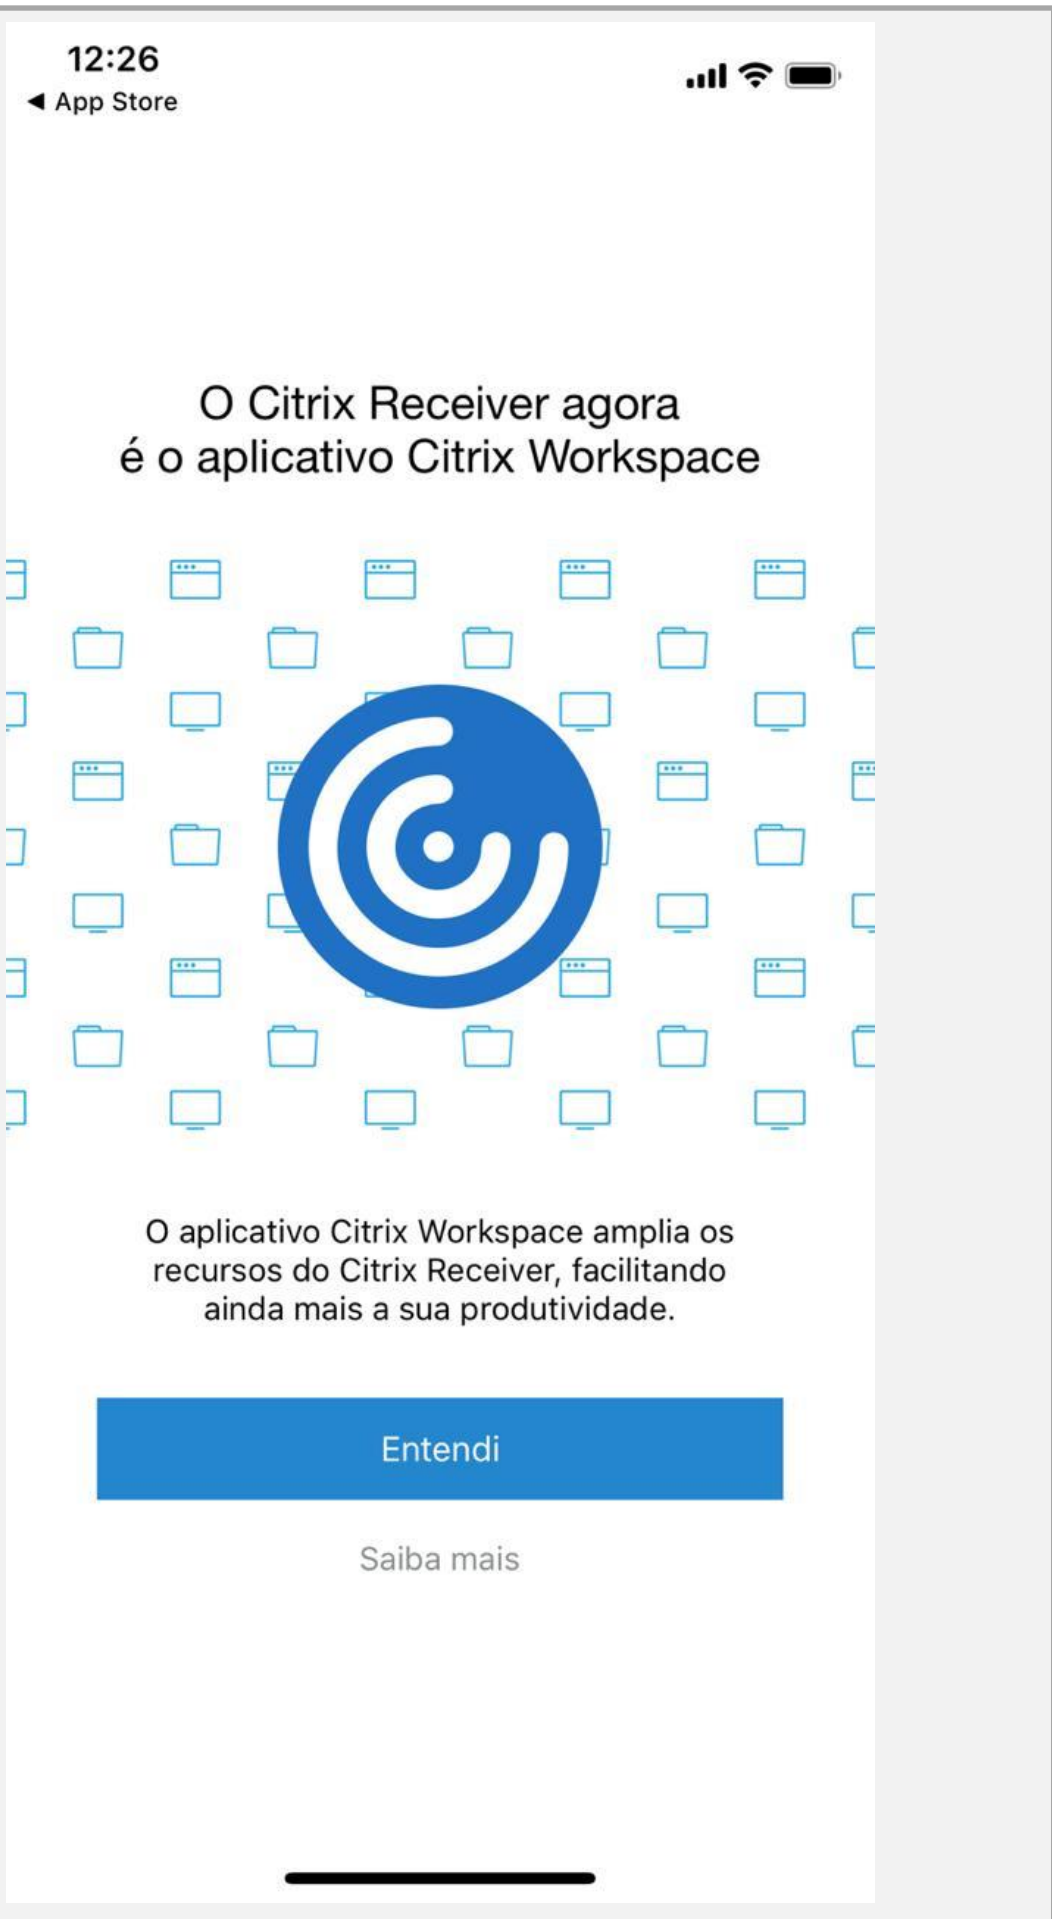 12:26
◀ App Store
O Citrix Receiver agora
é o aplicativo Citrix Workspace
O aplicativo Citrix Workspace amplia os
recursos do Citrix Receiver, facilitando
ainda mais a sua produtividade.
Entendi
Saiba mais